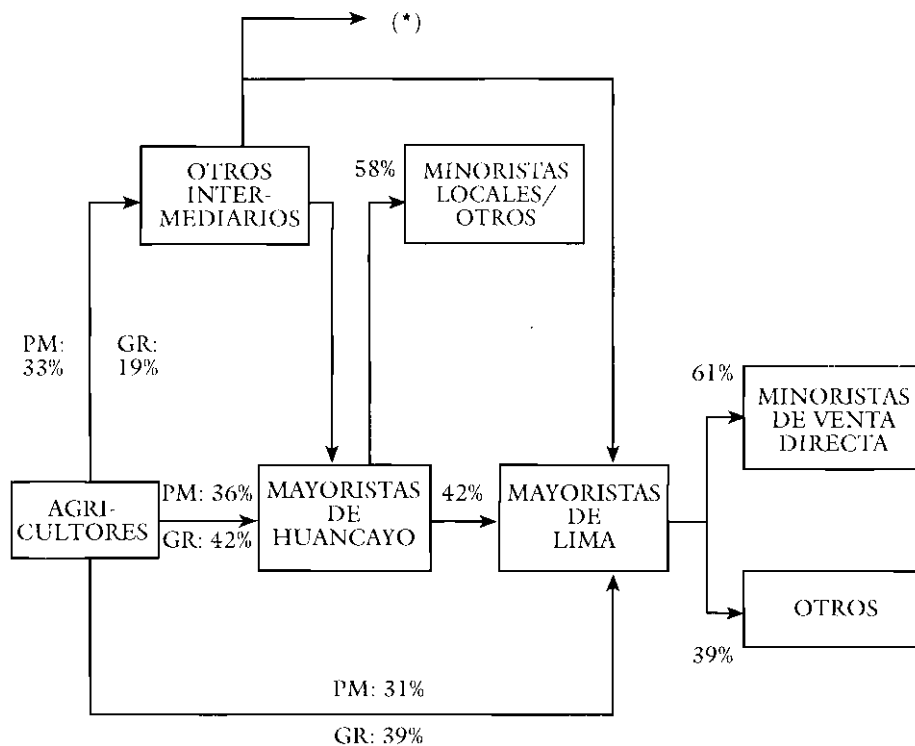 (*)
OTROS
INTER-
MEDIARIOS
58%
MINORISTAS
LOCALES/
OTROS
PM:
33%
GR:
19%
61%
MINORISTAS
DE VENTA
DIRECTA
AGRI-
CULTORES
PM: 36%
GR: 42%
MAYORISTAS
DE
HUANCAYO
42%
MAYORISTAS
DE
LIMA
OTROS
39%
PM: 31%
GR: 39%